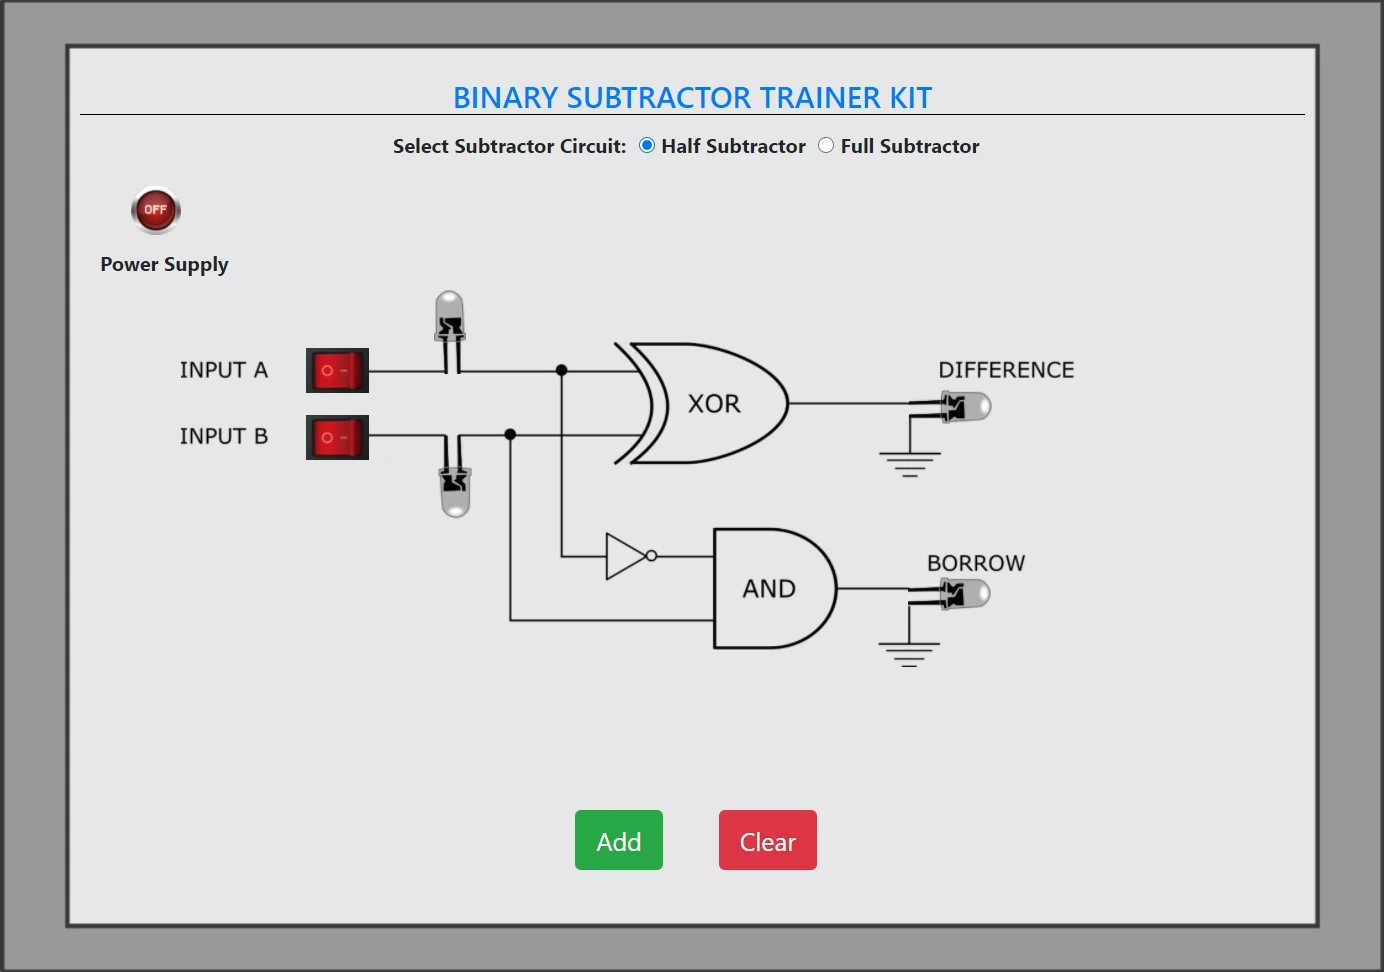 BINARY SUBTRACTOR TRAINER KIT
Select Subtractor Circuit: Half Subtractor Full Subtractor
OFF
Power Supply
INPUT A
INPUT B
XOR
DIFFERENCE
AND
BORROW
Add
Clear